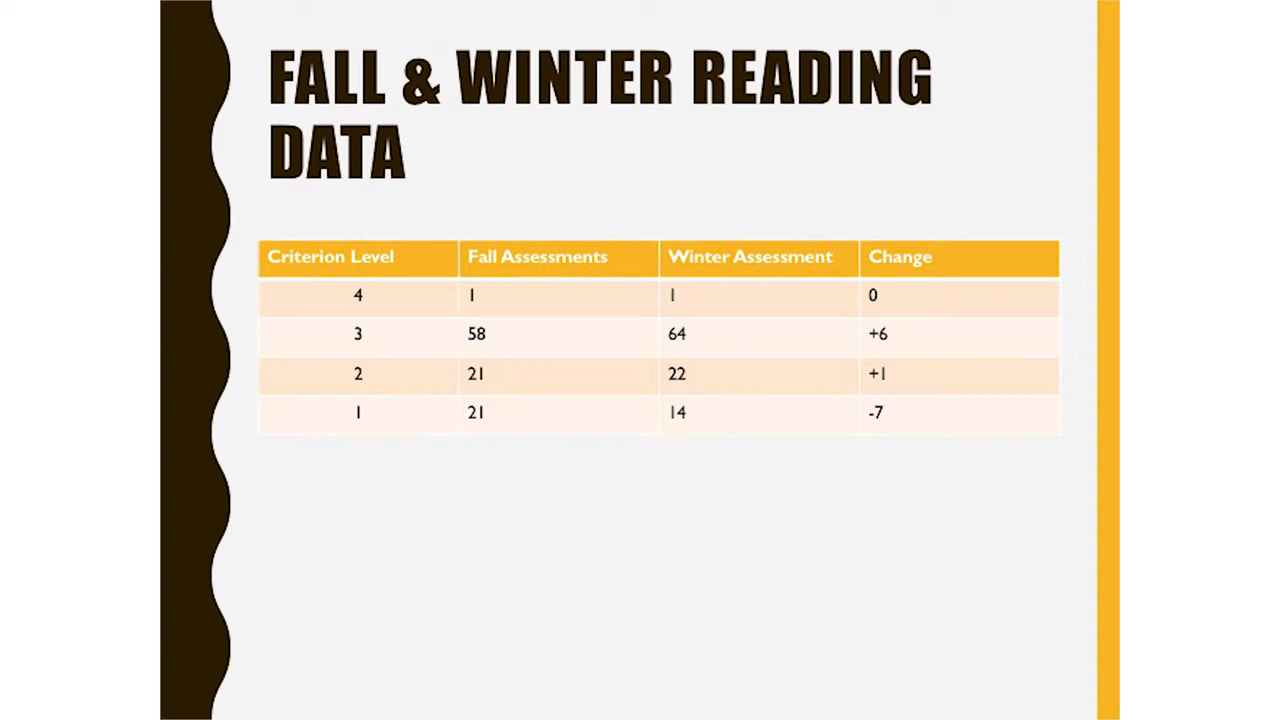 FALL & WINTER READING
DATA
Criterion Level Fall Assessments Winter Assessment Change
4 1 1 0
3 58 64 +6
2 21 22 +1
1 21 14 -7